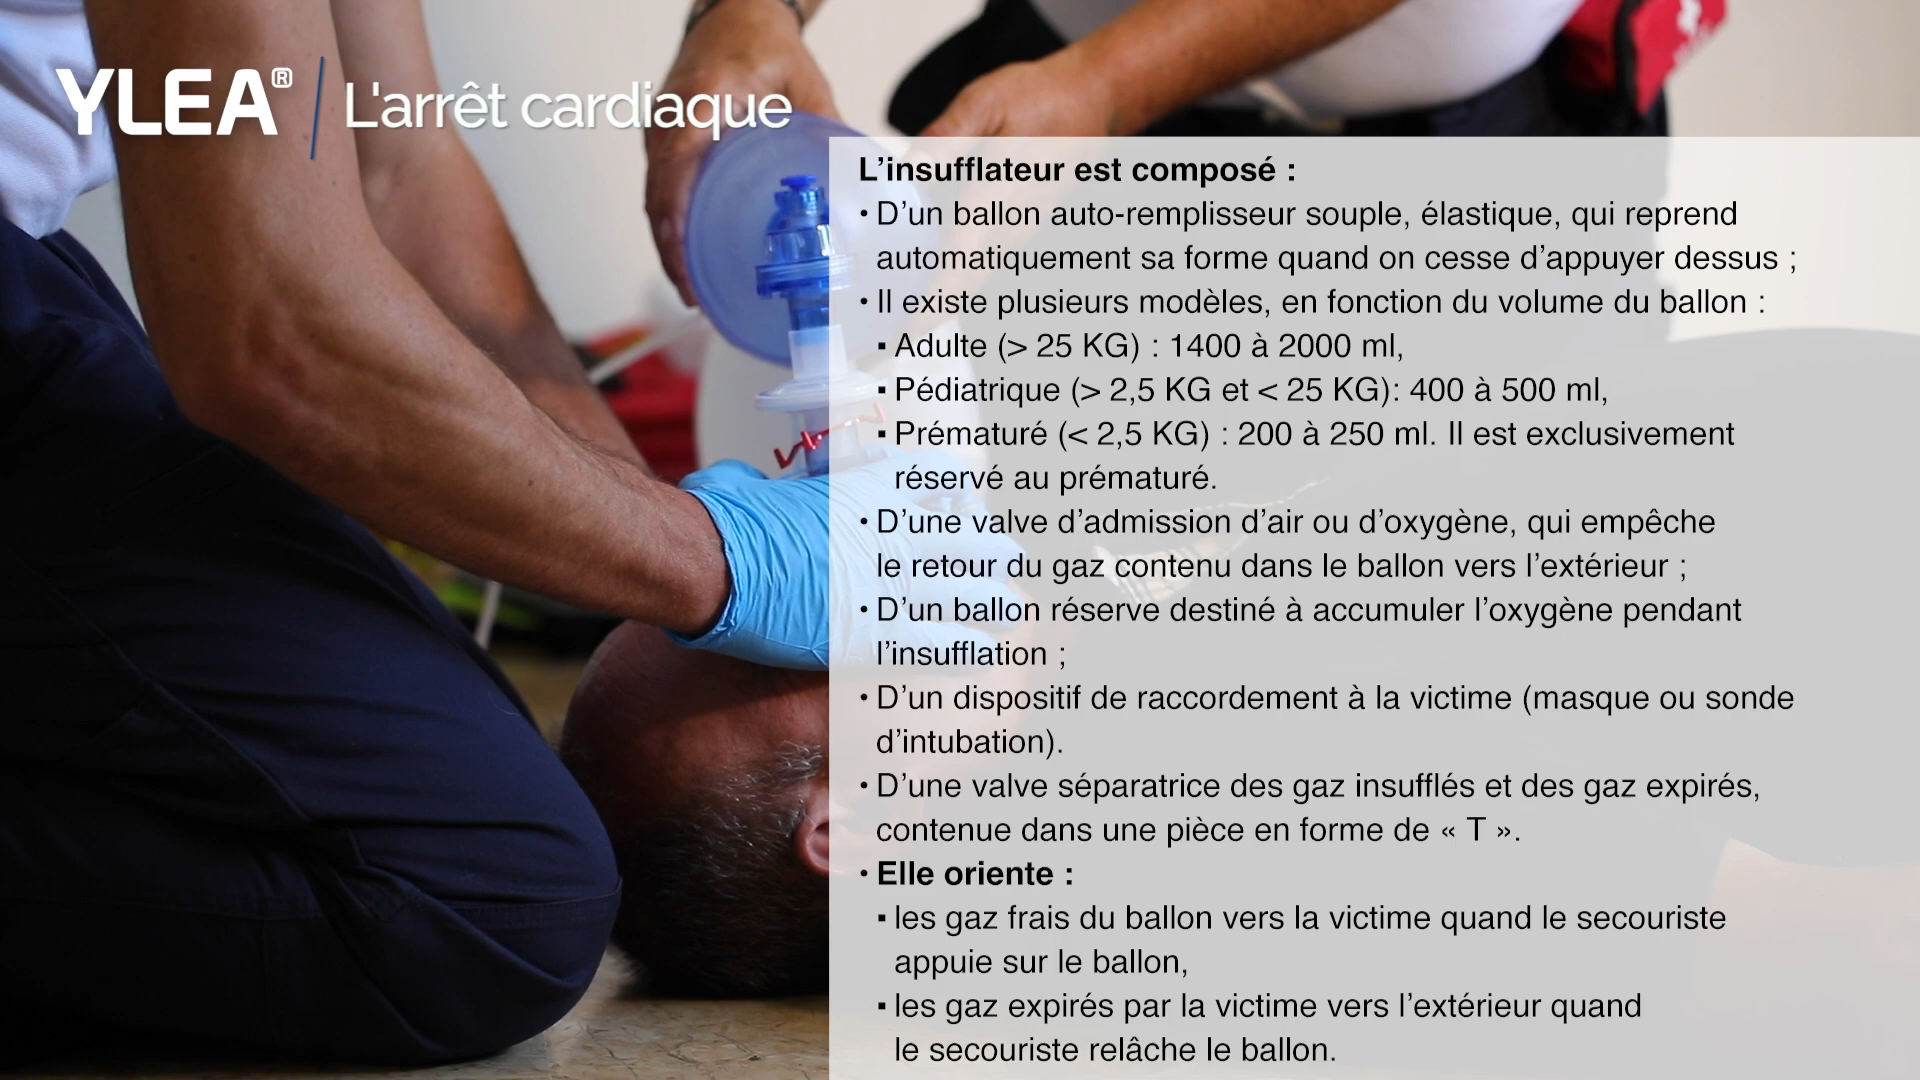 YLEA® L'arrêt cardiaque
L’insufflateur est composé :
• D’un ballon auto-remplisseur souple, élastique, qui reprend
automatiquement sa forme quand on cesse d’appuyer dessus ;
• Il existe plusieurs modèles, en fonction du volume du ballon :
▪ Adulte (> 25 KG) : 1400 à 2000 ml,
▪ Pédiatrique (> 2,5 KG et < 25 KG): 400 à 500 ml,
▪ Prématuré (< 2,5 KG) : 200 à 250 ml. Il est exclusivement
réservé au prématuré.
• D’une valve d’admission d’air ou d’oxygène, qui empêche
le retour du gaz contenu dans le ballon vers l’extérieur ;
• D’un ballon réserve destiné à accumuler l’oxygène pendant
l’insufflation ;
• D’un dispositif de raccordement à la victime (masque ou sonde
d’intubation).
• D’une valve séparatrice des gaz insufflés et des gaz expirés,
contenue dans une pièce en forme de « T ».
• Elle oriente :
▪ les gaz frais du ballon vers la victime quand le secouriste
appuie sur le ballon,
▪ les gaz expirés par la victime vers l’extérieur quand
le secouriste relâche le ballon.